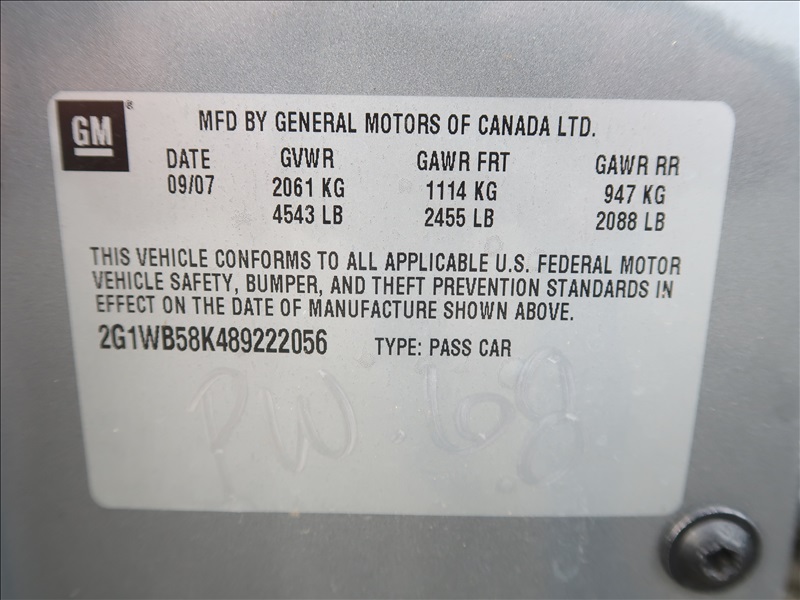 GM
®
MFD BY GENERAL MOTORS OF CANADA LTD.
DATE GVWR GAWR FRT GAWR RR
09/07 2061 KG 1114 KG 947 KG
4543 LB 2455 LB 2088 LB
THIS VEHICLE CONFORMS TO ALL APPLICABLE U.S. FEDERAL MOTOR
VEHICLE SAFETY, BUMPER, AND THEFT PREVENTION STANDARDS IN
EFFECT ON THE DATE OF MANUFACTURE SHOWN ABOVE.
2G1WB58K489222056 TYPE: PASS CAR
PW